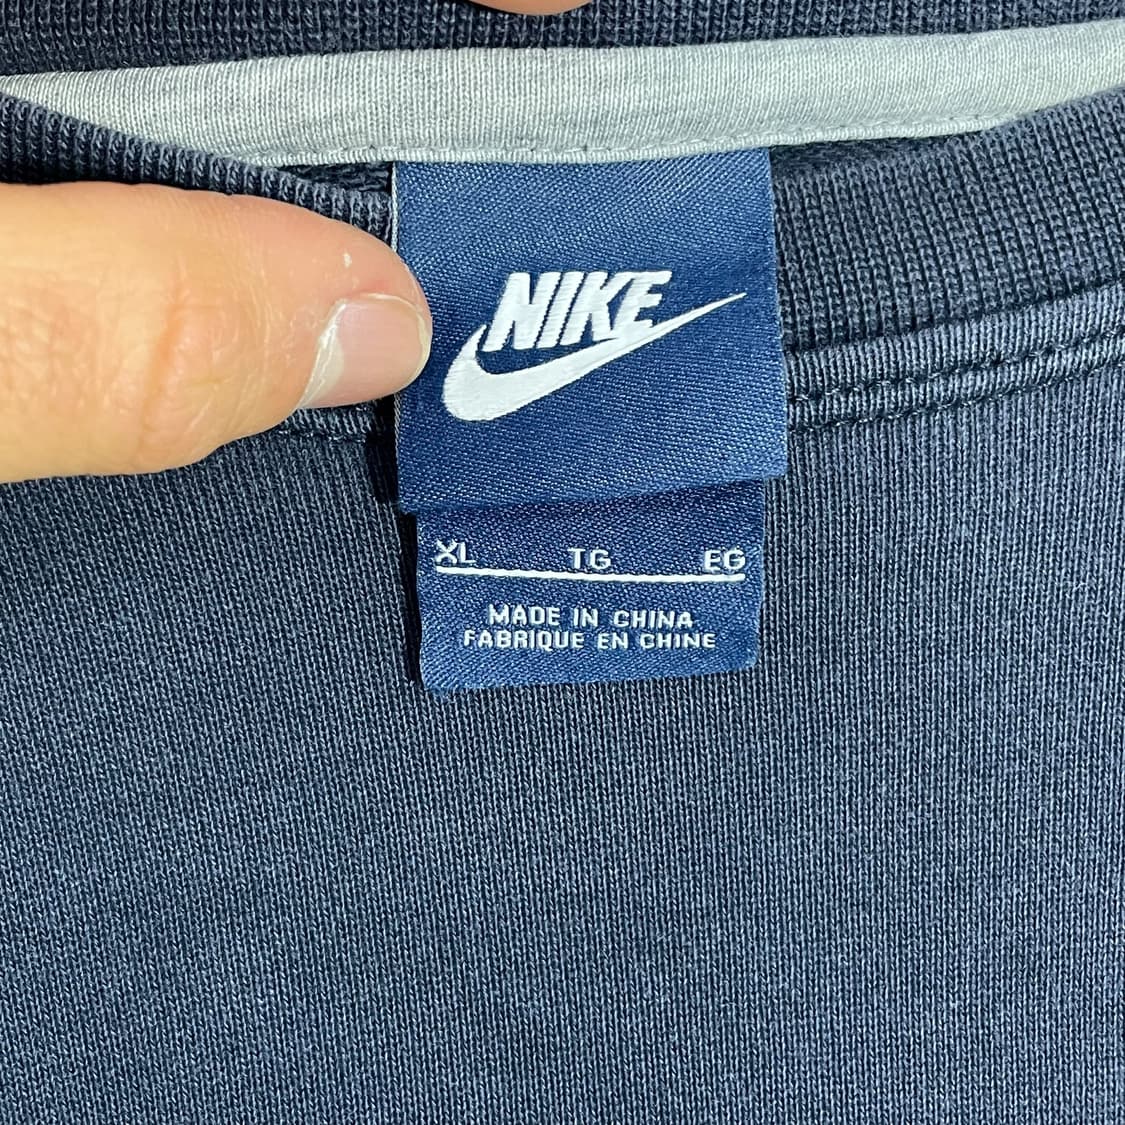 NIKE
XL TG EG
MADE IN CHINA
FABRIQUE EN CHINE